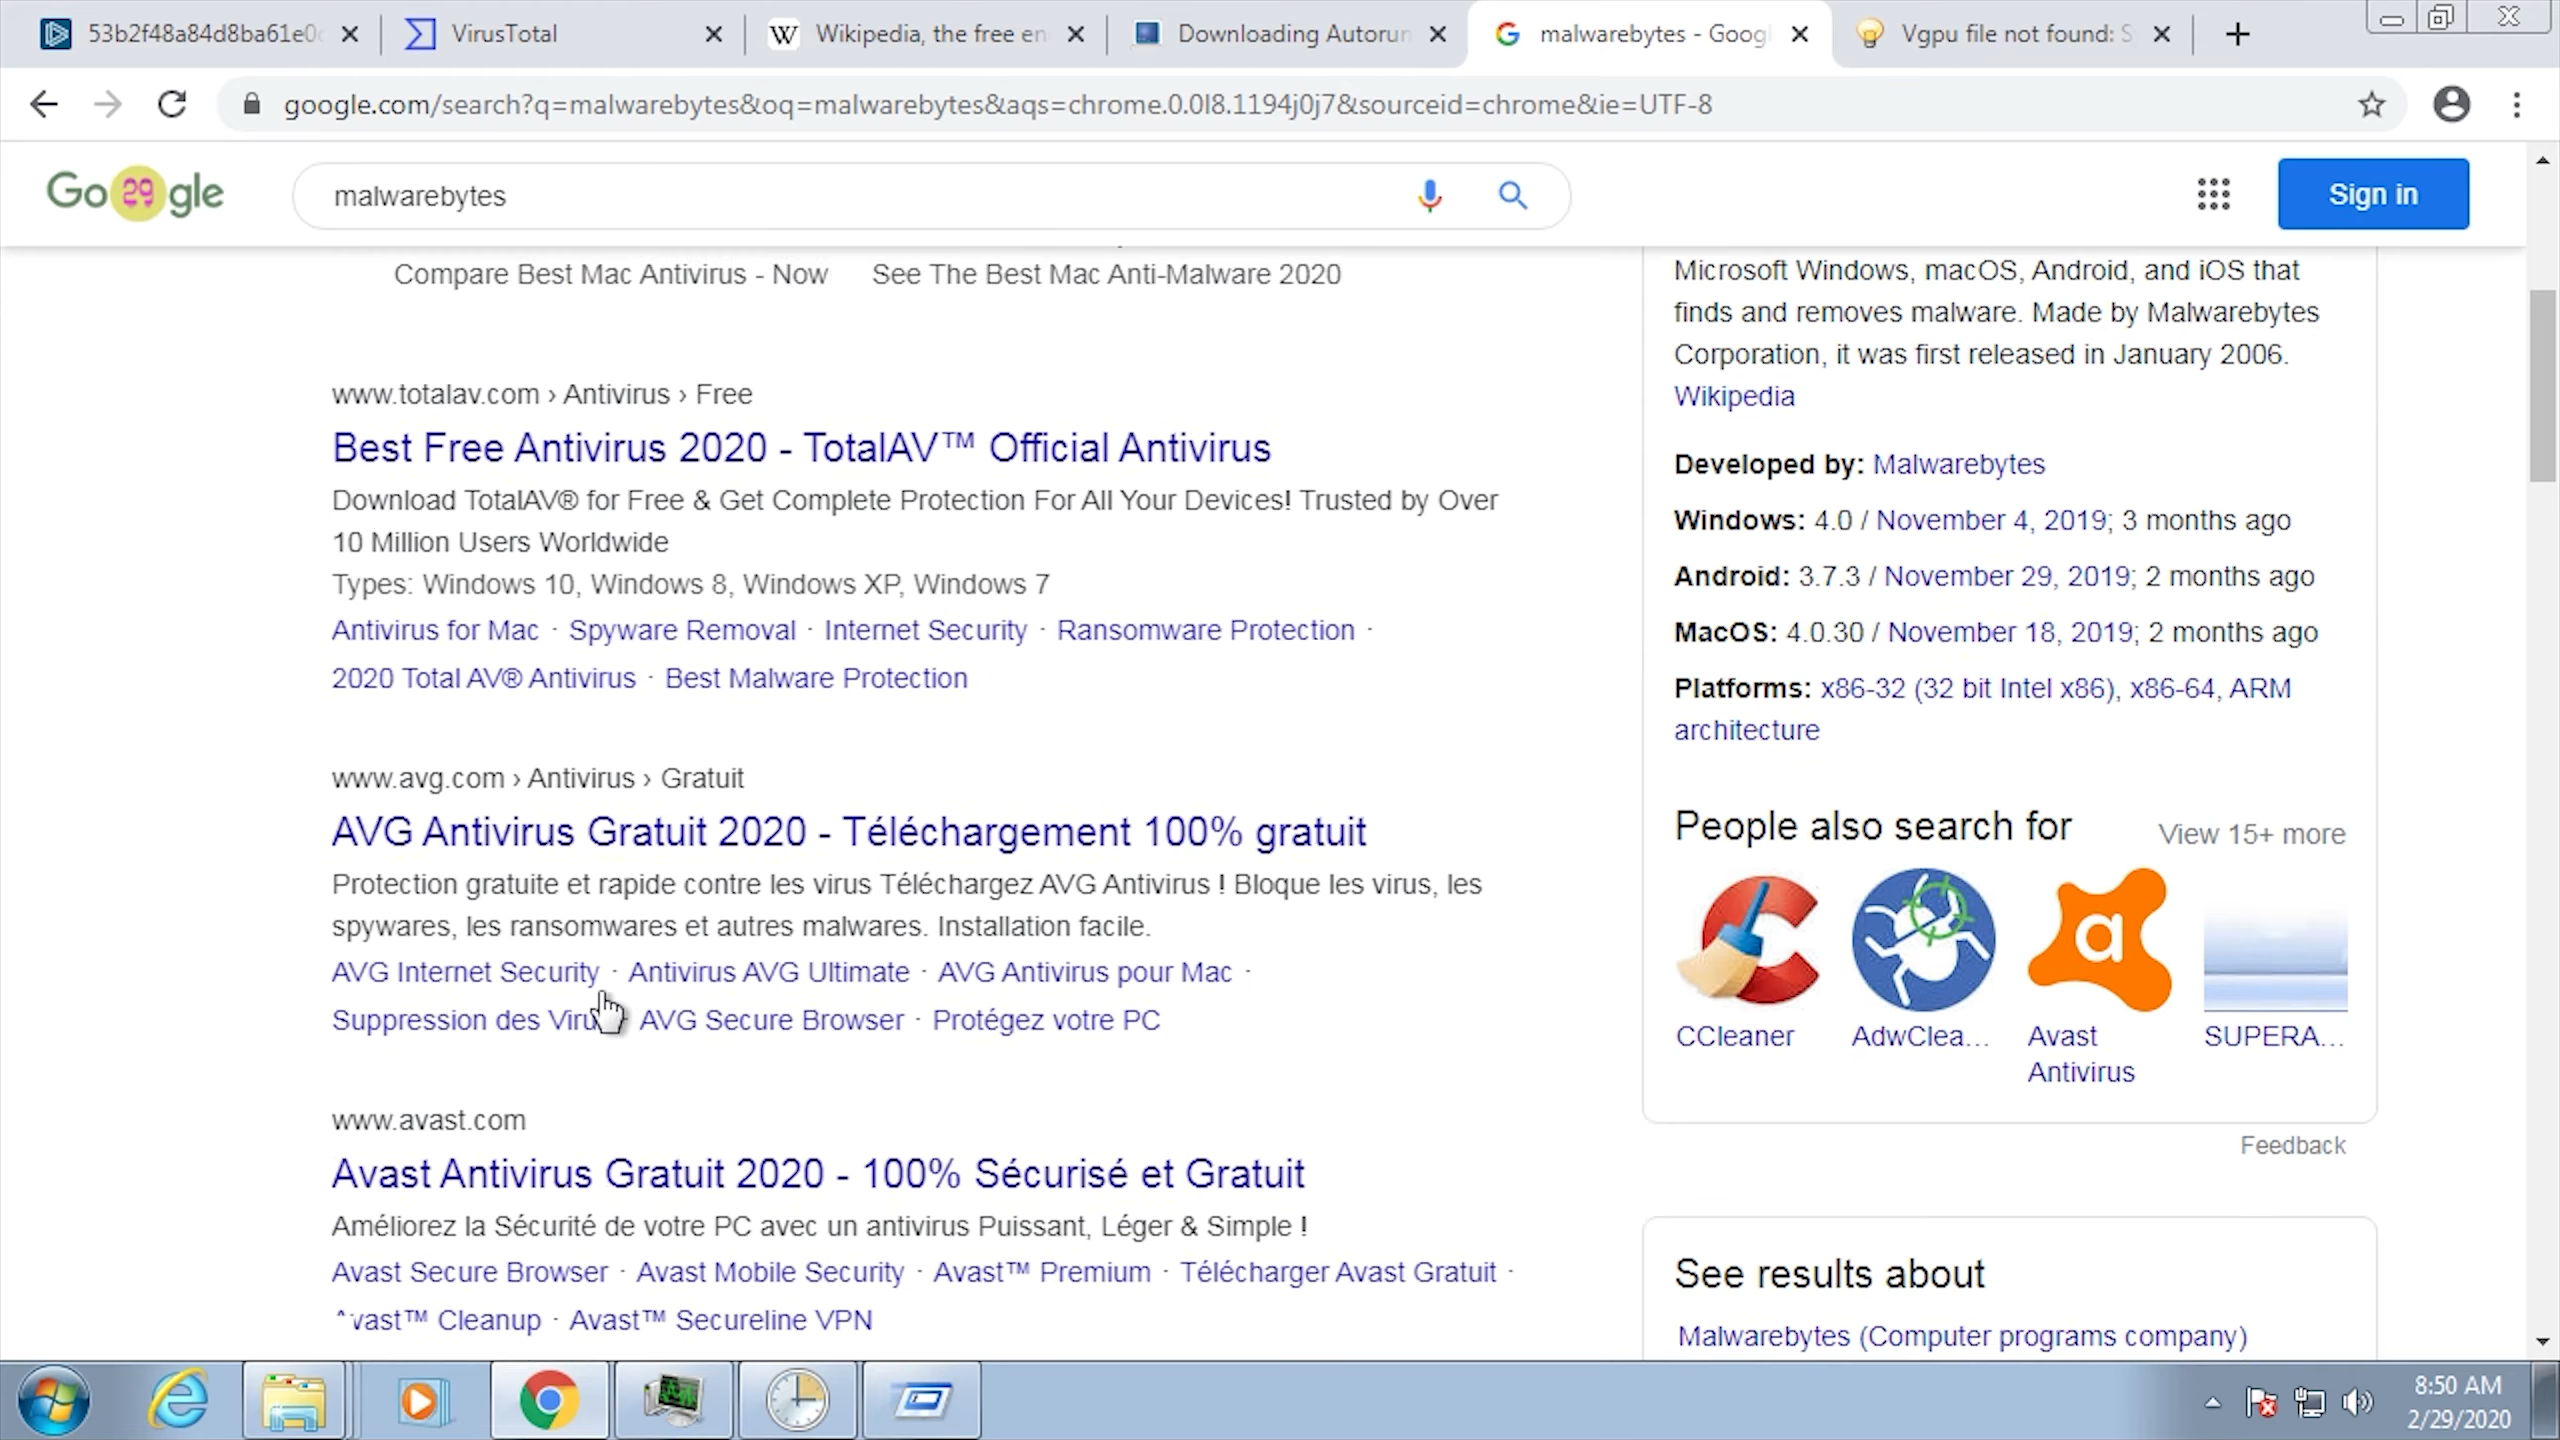 53b2f48a84d8ba61e0
VirusTotal
Wikipedia, the free en
Downloading Autorun
malwarebytes - Googl
Vgpu file not found: S
google.com/search?q=malwarebytes&oq=malwarebytes&aqs=chrome.0.0l8.1194j0j7&sourceid=chrome&ie=UTF-8
Go29gle
malwarebytes
Sign in
Compare Best Mac Antivirus - Now
See The Best Mac Anti-Malware 2020
www.totalav.com › Antivirus › Free
Best Free Antivirus 2020 - TotalAV™ Official Antivirus
Download TotalAV® for Free & Get Complete Protection For All Your Devices! Trusted by Over
10 Million Users Worldwide
Types: Windows 10, Windows 8, Windows XP, Windows 7
Antivirus for Mac · Spyware Removal · Internet Security · Ransomware Protection ·
2020 Total AV® Antivirus · Best Malware Protection
www.avg.com › Antivirus › Gratuit
AVG Antivirus Gratuit 2020 - Téléchargement 100% gratuit
Protection gratuite et rapide contre les virus Téléchargez AVG Antivirus ! Bloque les virus, les
spywares, les ransomwares et autres malwares. Installation facile.
AVG Internet Security · Antivirus AVG Ultimate · AVG Antivirus pour Mac ·
Suppression des Viru AVG Secure Browser · Protégez votre PC
www.avast.com
Avast Antivirus Gratuit 2020 - 100% Sécurisé et Gratuit
Améliorez la Sécurité de votre PC avec un antivirus Puissant, Léger & Simple !
Avast Secure Browser · Avast Mobile Security · Avast™ Premium · Télécharger Avast Gratuit ·
Avast™ Cleanup · Avast™ Secureline VPN
Microsoft Windows, macOS, Android, and iOS that
finds and removes malware. Made by Malwarebytes
Corporation, it was first released in January 2006.
Wikipedia
Developed by: Malwarebytes
Windows: 4.0 / November 4, 2019; 3 months ago
Android: 3.7.3 / November 29, 2019; 2 months ago
MacOS: 4.0.30 / November 18, 2019; 2 months ago
Platforms: x86-32 (32 bit Intel x86), x86-64, ARM
architecture
People also search for
View 15+ more
CCleaner
AdwClea...
Avast
Antivirus
SUPERA...
Feedback
See results about
Malwarebytes (Computer programs company)
8:50 AM
2/29/2020